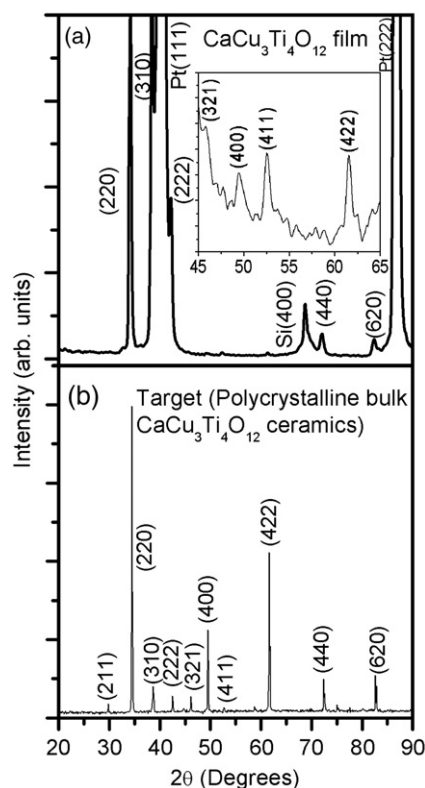 (a)
CaCu₃Ti₄O₁₂ film
(220)
(310)
Pt(111)
(222)
Pt(222)
(321)
(400)
(411)
(422)
45 50 55 60 65
Si(400)
(440)
(620)
Intensity (arb. units)
(b) Target (Polycrystalline bulk
CaCu₃Ti₄O₁₂ ceramics)
(211)
(220)
(310)
(222)
(321)
(400)
(411)
(422)
(440)
(620)
20 30 40 50 60 70 80 90
2θ (Degrees)